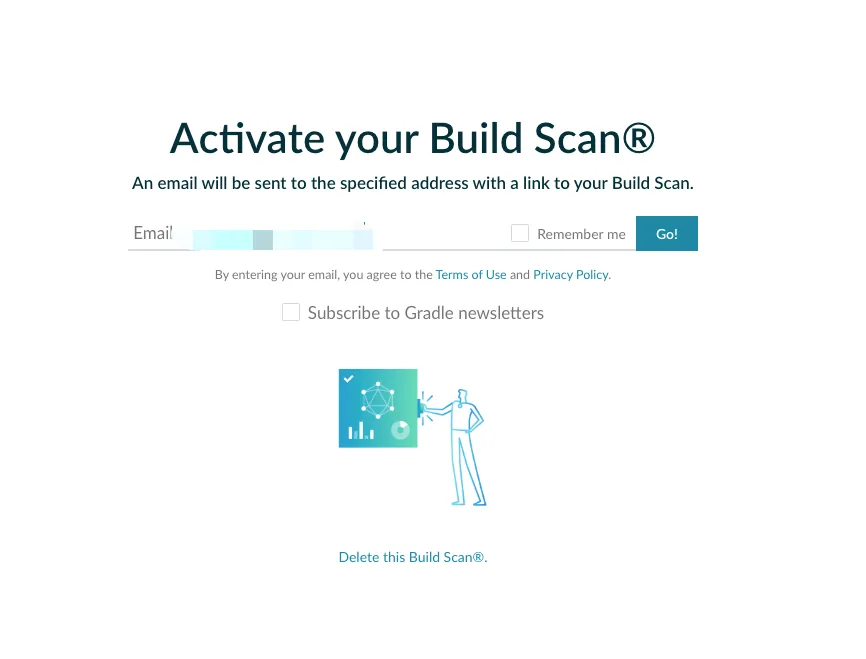 Activate your Build Scan®
An email will be sent to the specified address with a link to your Build Scan.
Email
Remember me
Go!
By entering your email, you agree to the Terms of Use and Privacy Policy.
Subscribe to Gradle newsletters
Delete this Build Scan®.